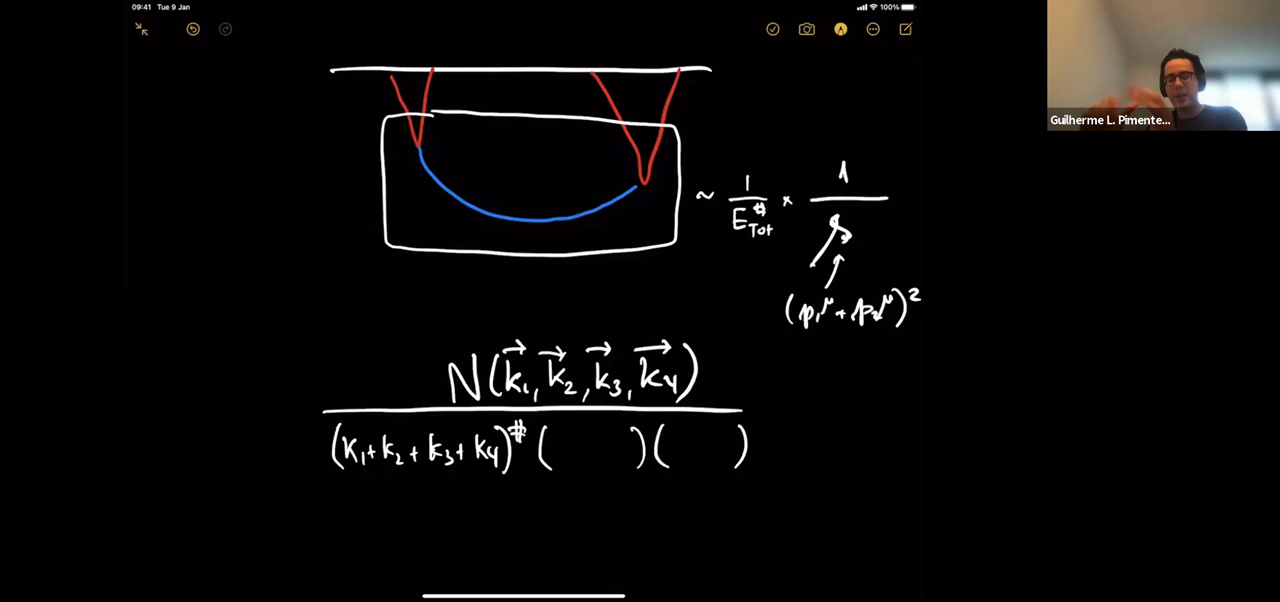 09:41 Tue 9 Jan
100%
Guilherme L. Pimente...
~ 1/E_Tot^# × 1/S
(p₁^μ + p₂^μ)²
N(k⃗₁, k⃗₂, k⃗₃, k⃗₄)
(k₁+k₂+k₃+k₄)^# ( )( )